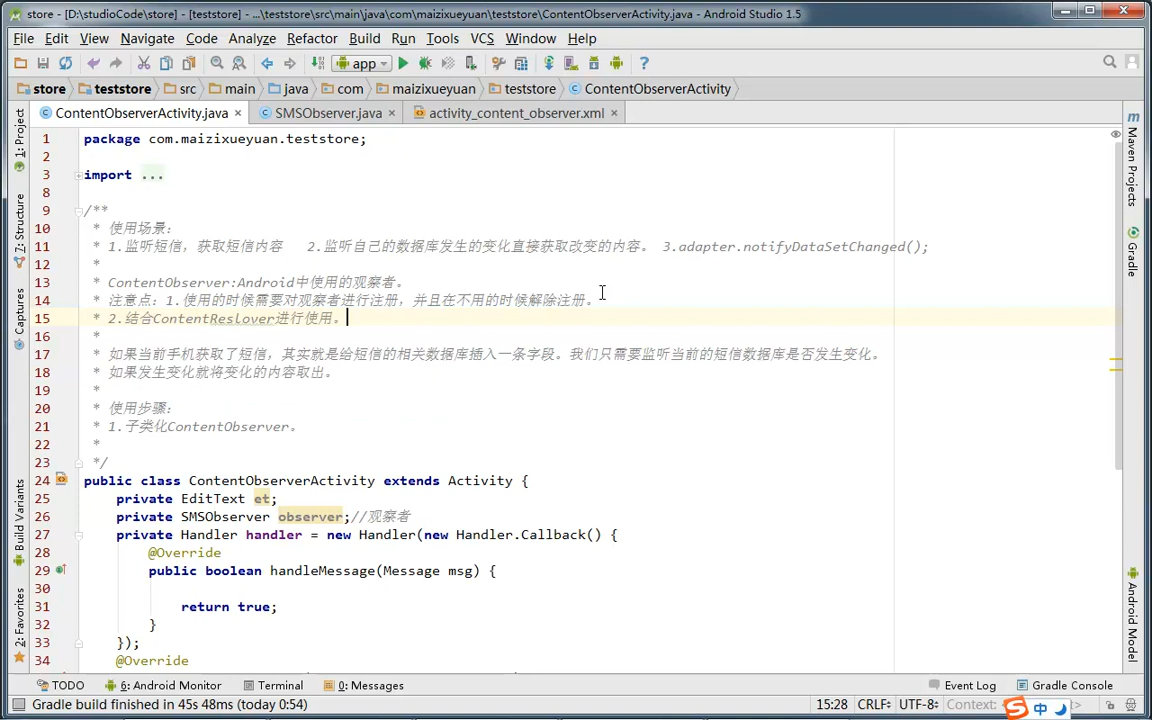 store - [D:\studioCode\store] - [teststore] - ...\teststore\src\main\java\com\maizixueyuan\teststore\ContentObserverActivity.java - Android Studio 1.5
File Edit View Navigate Code Analyze Refactor Build Run Tools VCS Window Help
app
store teststore src main java com maizixueyuan teststore ContentObserverActivity
ContentObserverActivity.java SMSObserver.java activity_content_observer.xml
1 package com.maizixueyuan.teststore;
2
3 import ...
8
9 /**
10 * 使用场景:
11 * 1.监听短信，获取短信内容 2.监听自己的数据库发生的变化直接获取改变的内容。 3.adapter.notifyDataSetChanged();
12 *
13 * ContentObserver:Android中使用的观察者。
14 * 注意点：1.使用的时候需要对观察者进行注册，并且在不用的时候解除注册。
15 * 2.结合ContentReslover进行使用。
16 *
17 * 如果当前手机获取了短信，其实就是给短信的相关数据库插入一条字段。我们只需要监听当前的短信数据库是否发生变化。
18 * 如果发生变化就将变化的内容取出。
19 *
20 * 使用步骤:
21 * 1.子类化ContentObserver。
22 *
23 */
24 public class ContentObserverActivity extends Activity {
25 private EditText et;
26 private SMSObserver observer;//观察者
27 private Handler handler = new Handler(new Handler.Callback() {
28 @Override
29 public boolean handleMessage(Message msg) {
30
31 return true;
32 }
33 });
34 @Override
1: Project
7: Structure
Captures
Build Variants
2: Favorites
m Maven Projects
Gradle
Android Model
TODO 6: Android Monitor Terminal 0: Messages Event Log Gradle Console
Gradle build finished in 45s 48ms (today 0:54) 15:28 CRLF UTF-8 Context:
S 中